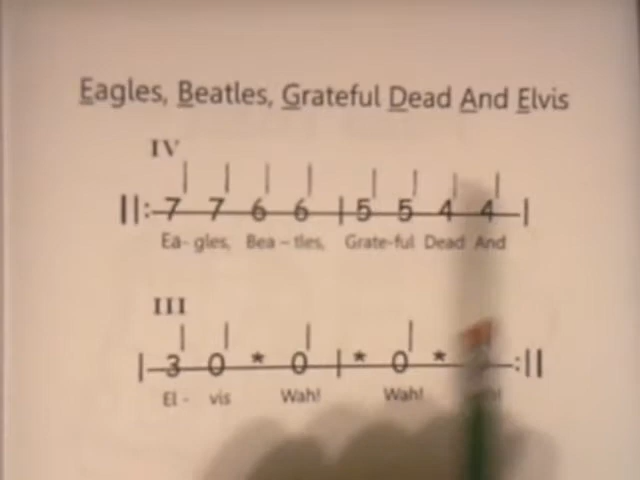 Eagles, Beatles, Grateful Dead And Elvis
IV
||:-7 7 6 6 | 5 5 4 4 |
Ea- gles, Bea - tles, Grate-ful Dead And
III
| 3 0 * 0 | * 0 * :||
El - vis Wah! Wah!